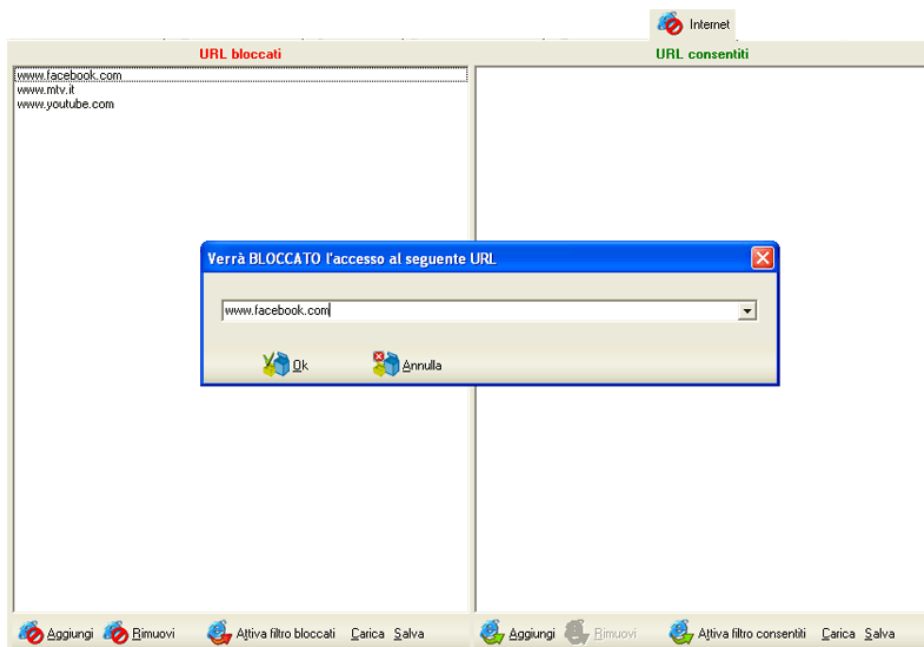 Internet
URL bloccati
URL consentiti
www.facebook.com
www.mtv.it
www.youtube.com
Verrà BLOCCATO l'accesso al seguente URL
www.facebook.com
Ok Annulla
Aggiungi Rimuovi Attiva filtro bloccati Carica Salva
Aggiungi Rimuovi Attiva filtro consentiti Carica Salva